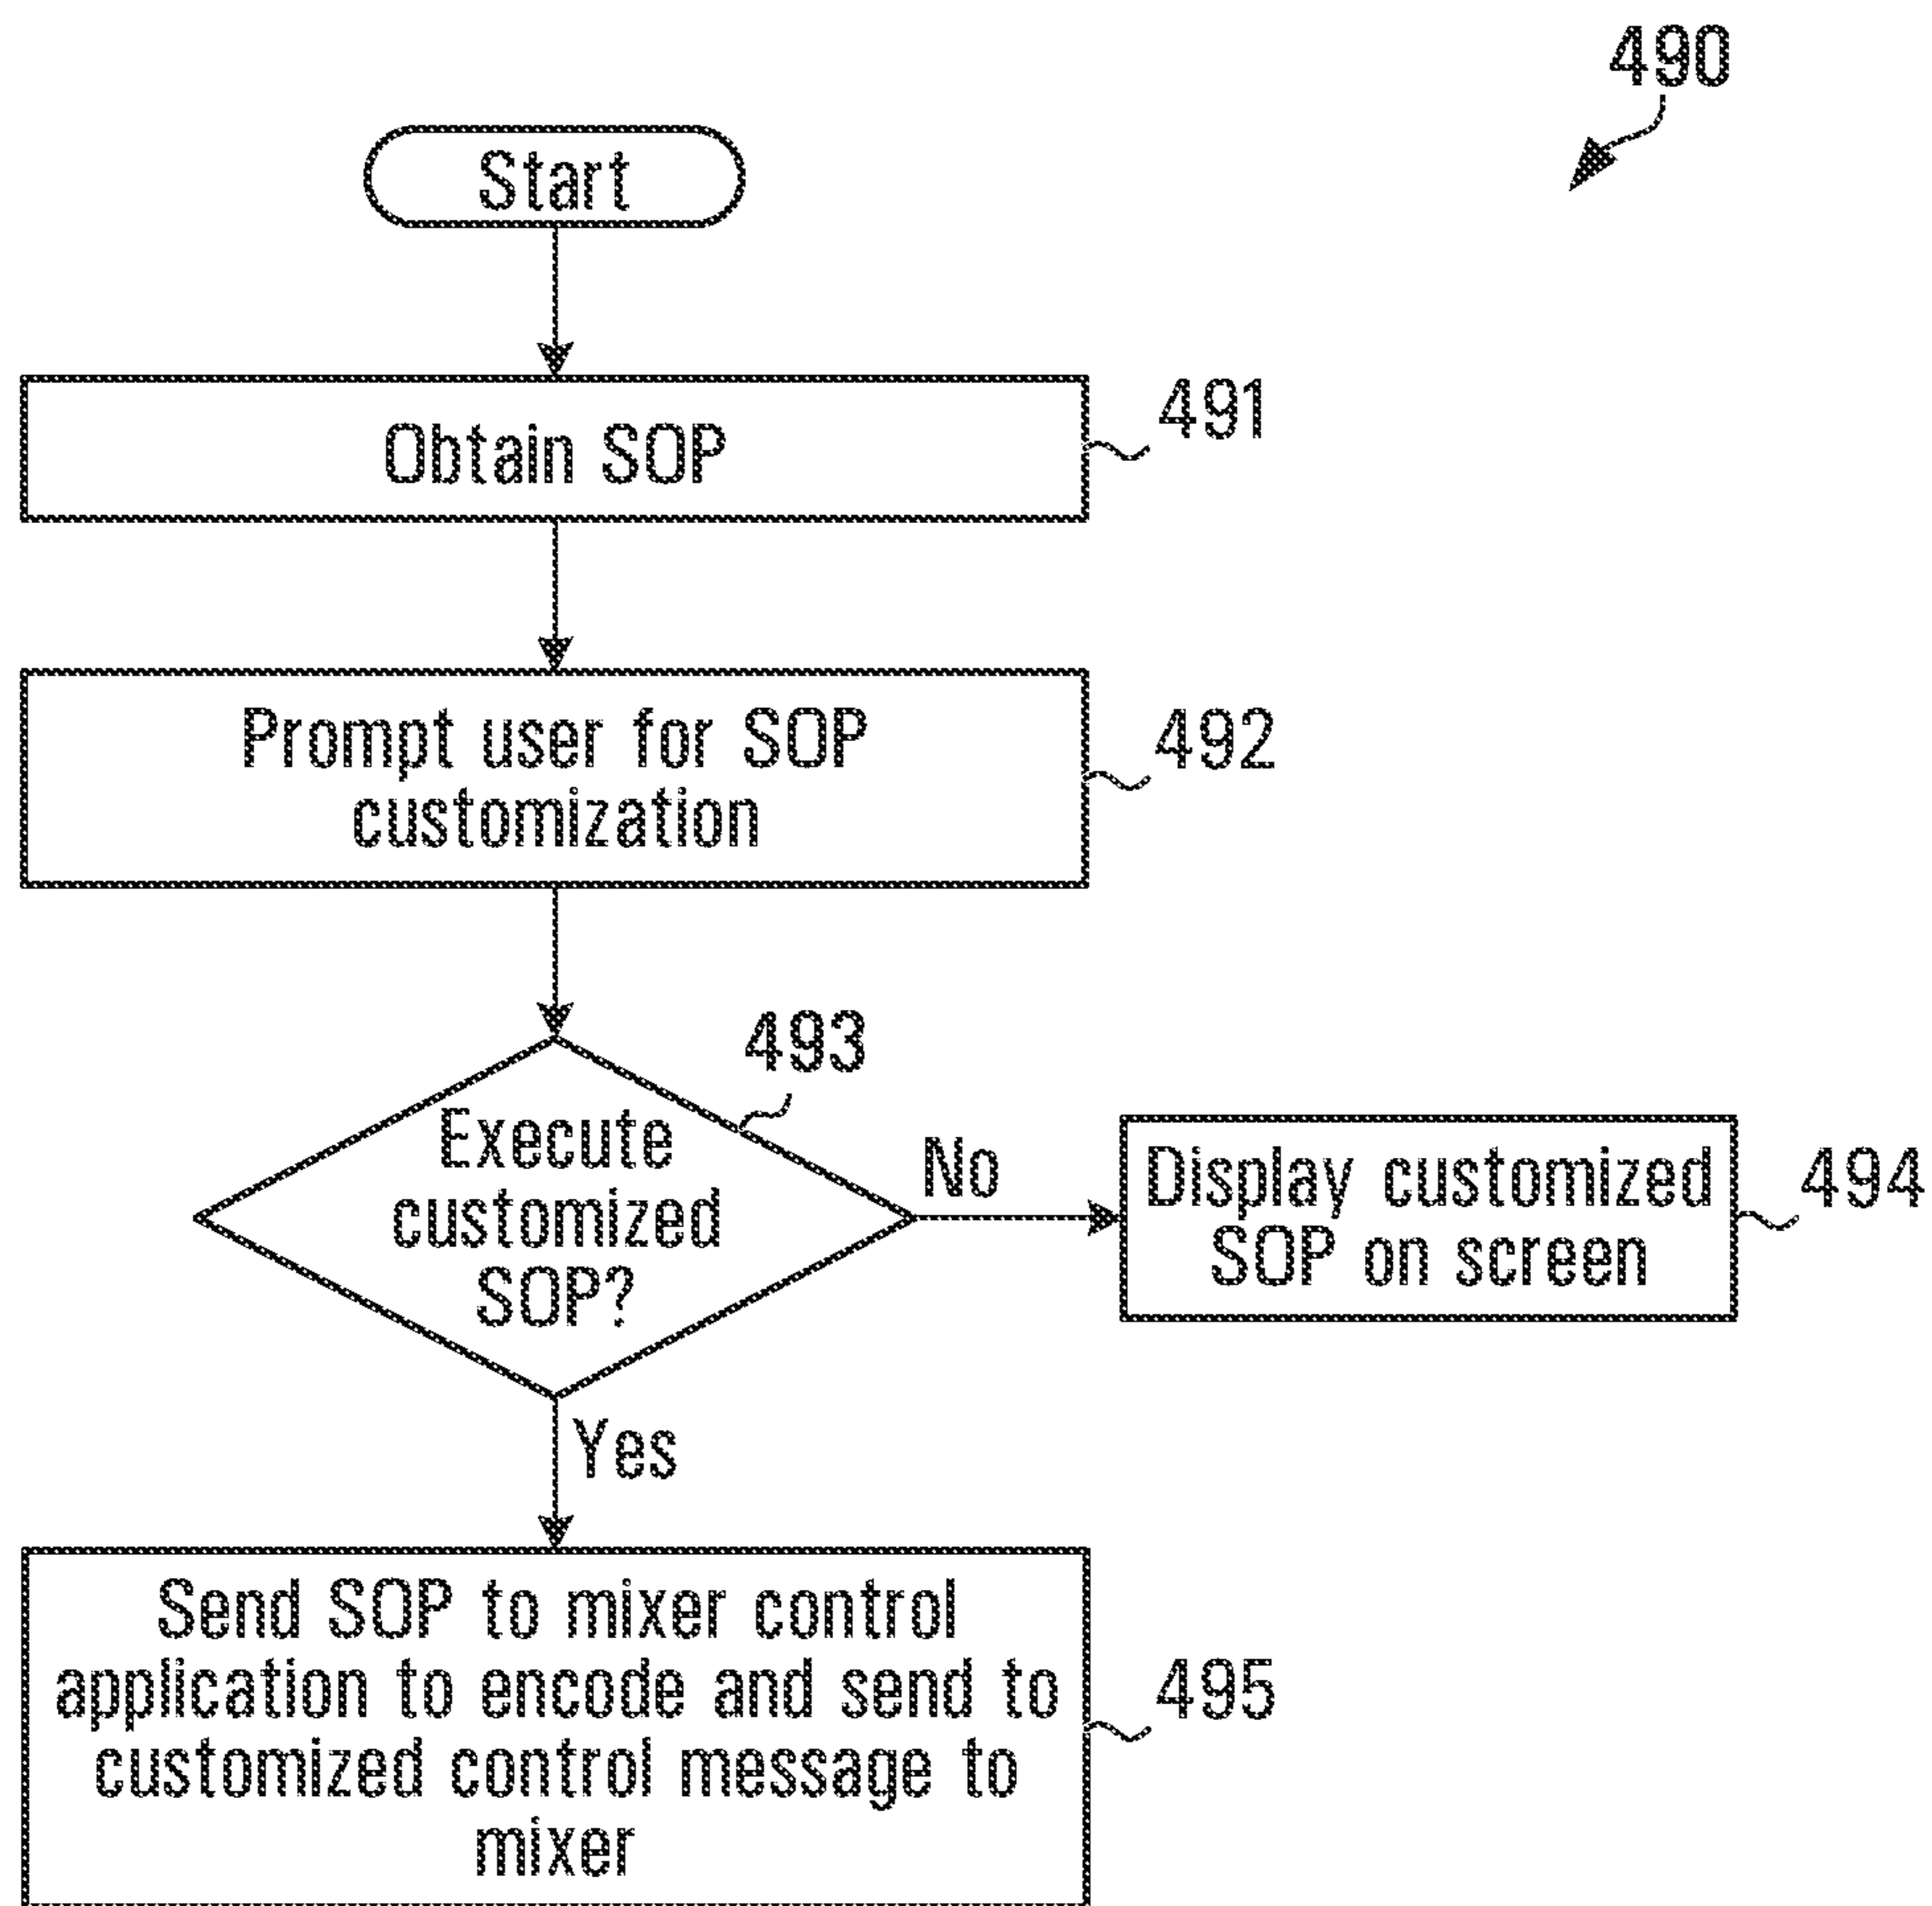 490
Start
Obtain SOP
491
Prompt user for SOP
customization
492
493
Execute
customized
SOP?
No
Display customized
SOP on screen
494
Yes
Send SOP to mixer control
application to encode and send to
customized control message to
mixer
495